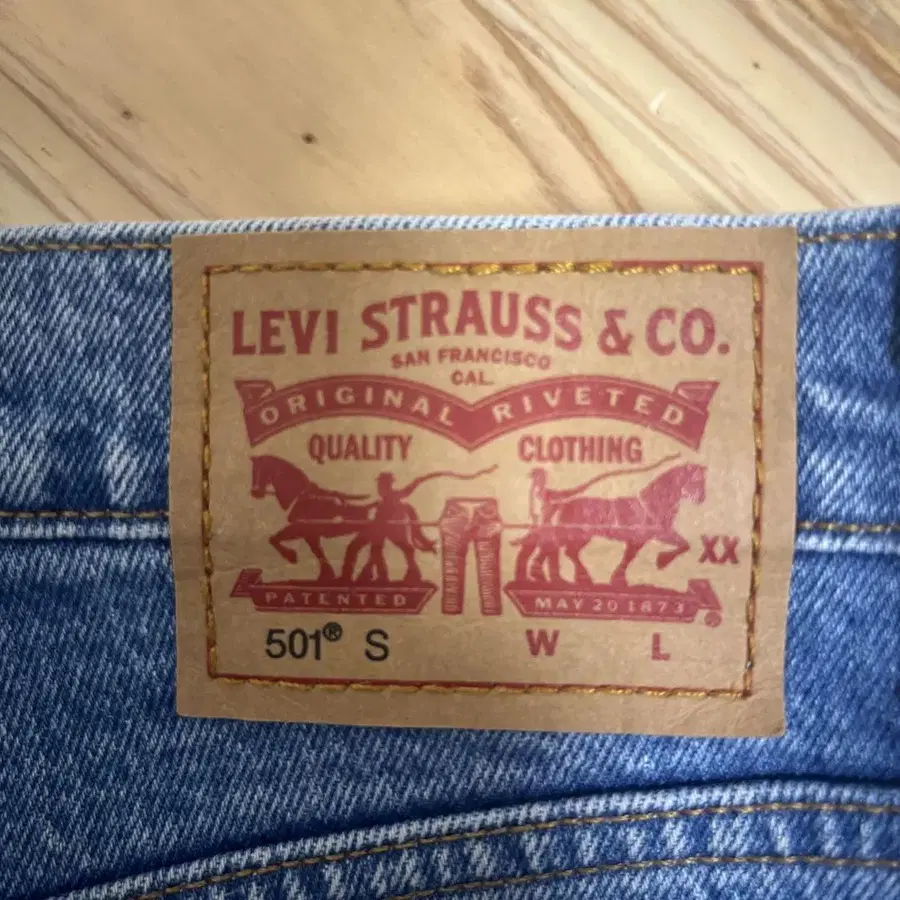 LEVI STRAUSS & CO.
SAN FRANCISCO
CAL.
ORIGINAL RIVETED
QUALITY CLOTHING
XX
PATENTED MAY 20 1873 ®
501® S W L